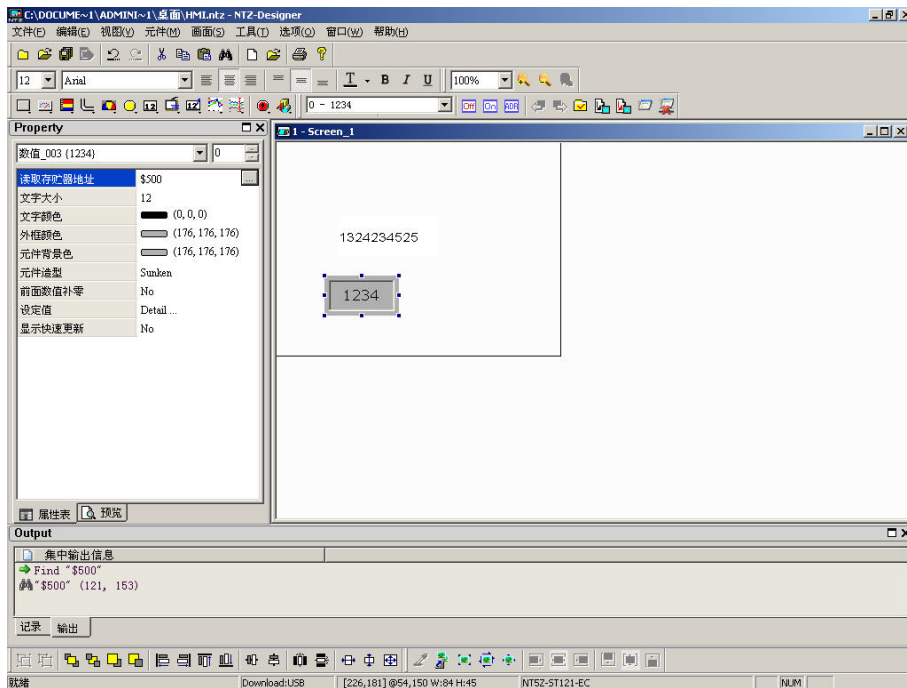 C:\DOCUME~1\ADMINI~1\桌面\HMI.ntz - NTZ-Designer
文件(F) 编辑(E) 视图(V) 元件(M) 画面(S) 工具(T) 选项(O) 窗口(W) 帮助(H)
12 Arial T B I U 100%
12 0 - 1234 Off On ADR
Property
1 - Screen_1
数值_003 {1234} 0
读取存贮器地址 $500 ...
文字大小 12
文字颜色 (0, 0, 0)
外框颜色 (176, 176, 176)
元件背景色 (176, 176, 176)
元件造型 Sunken
前面数值补零 No
设定值 Detail ...
显示快速更新 No
1324234525
1234
属性表 预览
Output
集中输出信息
Find "$500"
"$500" (121, 153)
记录 输出
就绪 Download:USB [226,181] @54,150 W:84 H:45 NT5Z-ST121-EC NUM